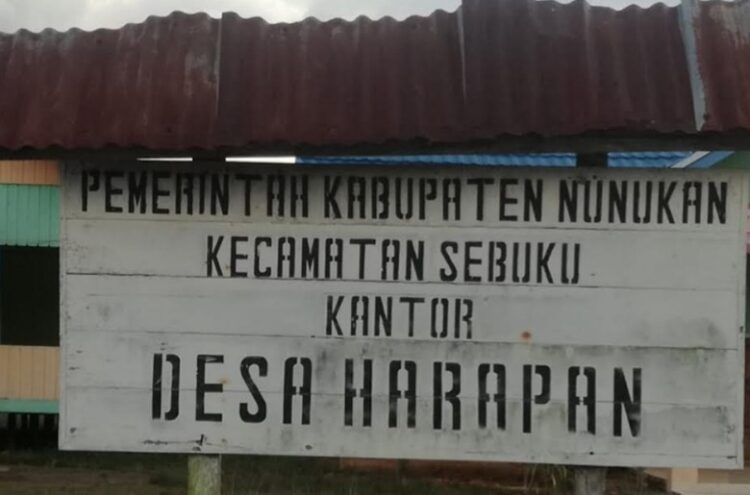 PEMERINTAH KABUPATEN NUNUKAN
KECAMATAN SEBUKU
KANTOR
DESA HARAPAN